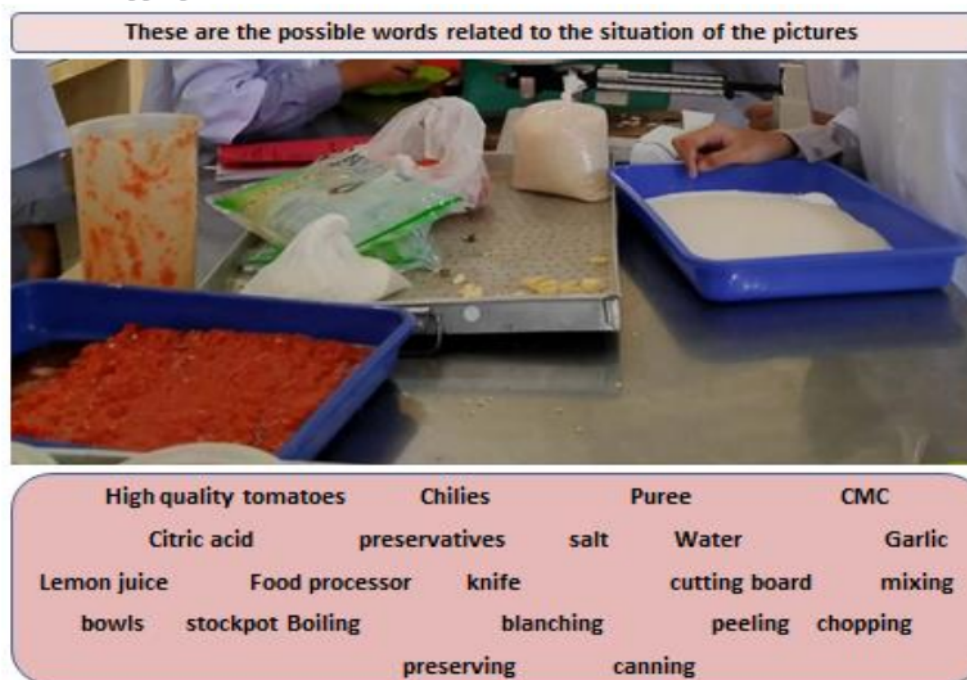 These are the possible words related to the situation of the pictures
High quality tomatoes Chilies Puree CMC
Citric acid preservatives salt Water Garlic
Lemon juice Food processor knife cutting board mixing
bowls stockpot Boiling blanching peeling chopping
preserving canning